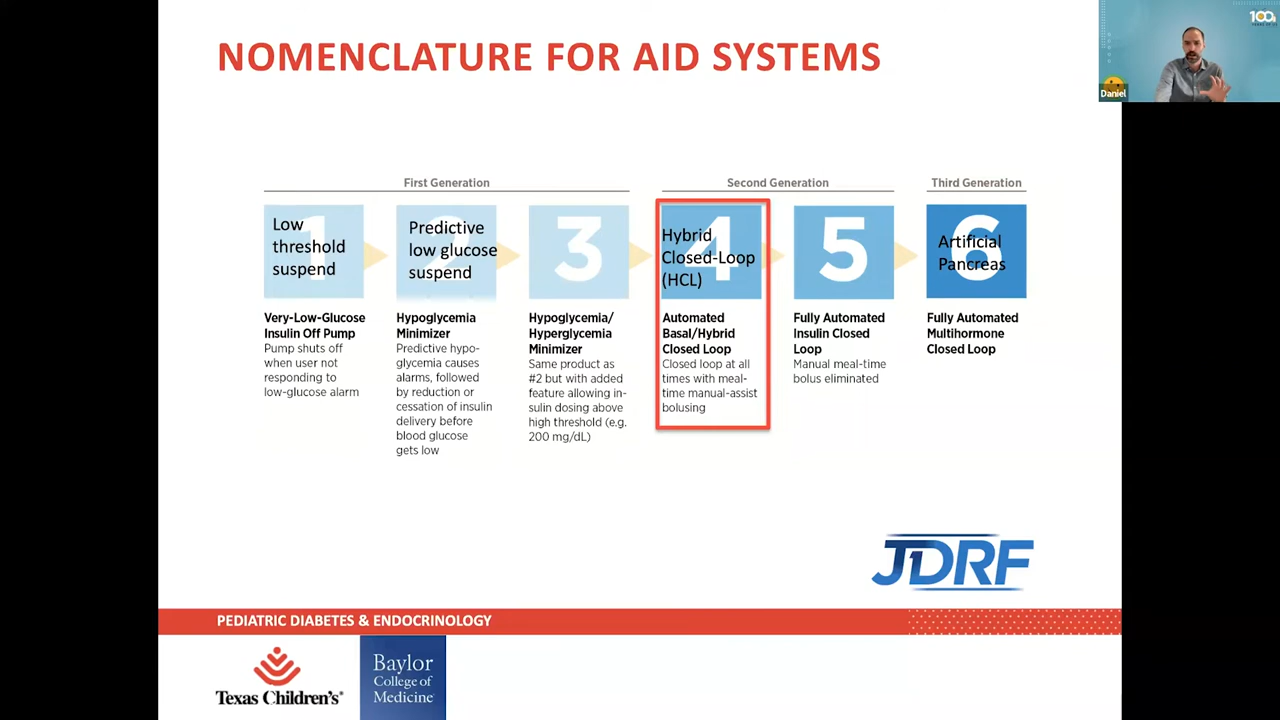 NOMENCLATURE FOR AID SYSTEMS
100
Daniel
First Generation
Second Generation
Third Generation
1
Low
threshold
suspend
2
Predictive
low glucose
suspend
3
4
Hybrid
Closed-Loop
(HCL)
5
6
Artificial
Pancreas
Very-Low-Glucose
Insulin Off Pump
Pump shuts off
when user not
responding to
low-glucose alarm
Hypoglycemia
Minimizer
Predictive hypo-
glycemia causes
alarms, followed
by reduction or
cessation of insulin
delivery before
blood glucose
gets low
Hypoglycemia/
Hyperglycemia
Minimizer
Same product as
#2 but with added
feature allowing in-
sulin dosing above
high threshold (e.g.
200 mg/dL)
Automated
Basal/Hybrid
Closed Loop
Closed loop at all
times with meal-
time manual-assist
bolusing
Fully Automated
Insulin Closed
Loop
Manual meal-time
bolus eliminated
Fully Automated
Multihormone
Closed Loop
JDRF
PEDIATRIC DIABETES & ENDOCRINOLOGY
Texas Children's®
Baylor
College of
Medicine